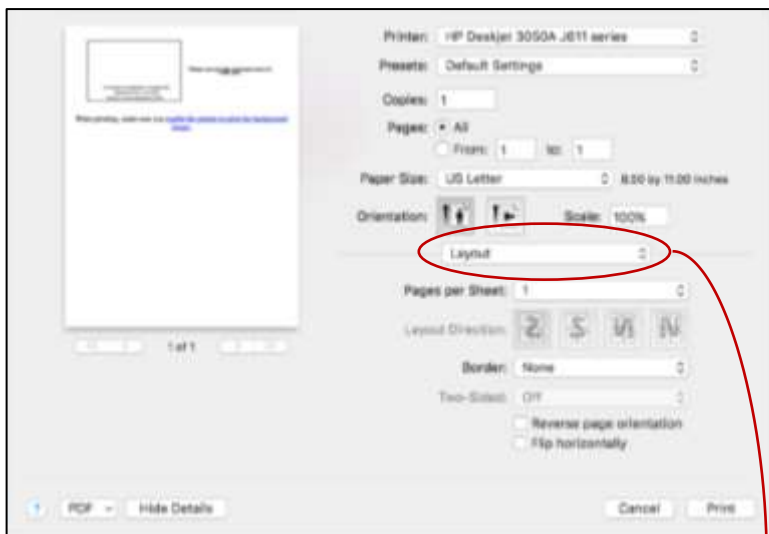 Printer: HP Deskjet 3050A J611 series
Presets: Default Settings
Copies: 1
Pages: All
From: 1 to: 1
Paper Size: US Letter 8.50 by 11.00 inches
Orientation: Scale: 100%
Layout
Pages per Sheet: 1
Layout Direction:
Border: None
Two-Sided: Off
Reverse page orientation
Flip horizontally
1 of 1
? PDF Hide Details Cancel Print